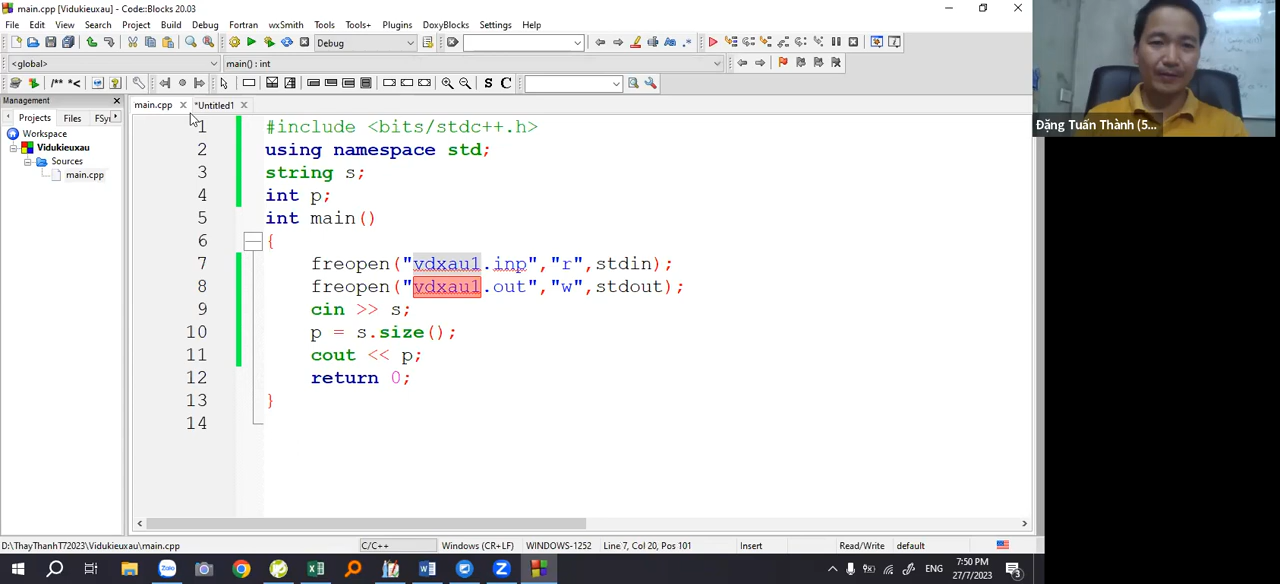 main.cpp [Vidukieuxau] - Code::Blocks 20.03
File Edit View Search Project Build Debug Fortran wxSmith Tools Tools+ Plugins DoxyBlocks Settings Help
Debug
<global> main() : int
/** *< S C
Management
main.cpp *Untitled1
Projects Files FSy
Workspace
Vidukieuxau
Sources
main.cpp
1 #include <bits/stdc++.h>
2 using namespace std;
3 string s;
4 int p;
5 int main()
6 {
7 freopen("vdxau1.inp","r",stdin);
8 freopen("vdxau1.out","w",stdout);
9 cin >> s;
10 p = s.size();
11 cout << p;
12 return 0;
13 }
14
Đặng Tuấn Thành (5...
D:\ThayThanhT72023\Vidukieuxau\main.cpp C/C++ Windows (CR+LF) WINDOWS-1252 Line 7, Col 20, Pos 101 Insert Read/Write default
Zalo ENG 7:50 PM
27/7/2023 3